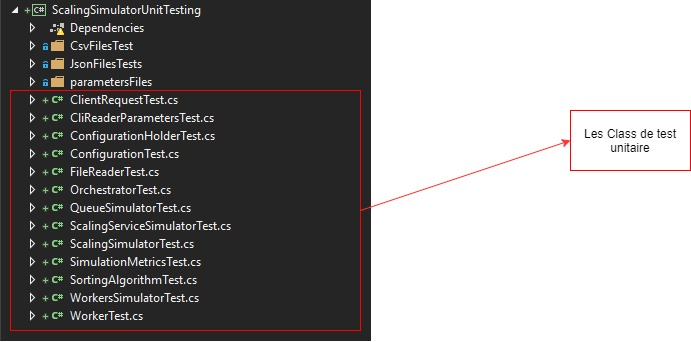 ScalingSimulatorUnitTesting
Dependencies
CsvFilesTest
JsonFilesTests
parametersFiles
C# ClientRequestTest.cs
C# CliReaderParametersTest.cs
C# ConfigurationHolderTest.cs
C# ConfigurationTest.cs
C# FileReaderTest.cs
C# OrchestratorTest.cs
C# QueueSimulatorTest.cs
C# ScalingServiceSimulatorTest.cs
C# ScalingSimulatorTest.cs
C# SimulationMetricsTest.cs
C# SortingAlgorithmTest.cs
C# WorkersSimulatorTest.cs
C# WorkerTest.cs
Les Class de test
unitaire